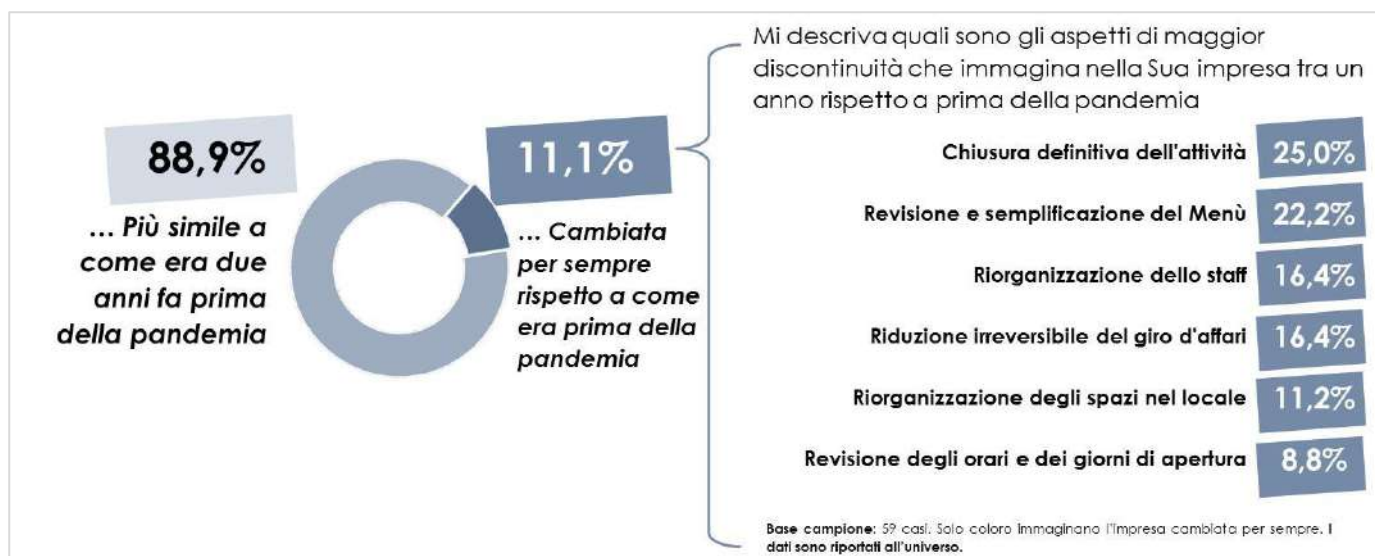 88,9%
... Più simile a
come era due
anni fa prima
della pandemia
11,1%
... Cambiata
per sempre
rispetto a come
era prima della
pandemia
Mi descriva quali sono gli aspetti di maggior
discontinuità che immagina nella Sua impresa tra un
anno rispetto a prima della pandemia
Chiusura definitiva dell'attività 25,0%
Revisione e semplificazione del Menù 22,2%
Riorganizzazione dello staff 16,4%
Riduzione irreversibile del giro d'affari 16,4%
Riorganizzazione degli spazi nel locale 11,2%
Revisione degli orari e dei giorni di apertura 8,8%
Base campione: 59 casi. Solo coloro immaginano l'impresa cambiata per sempre. I
dati sono riportati all'universo.